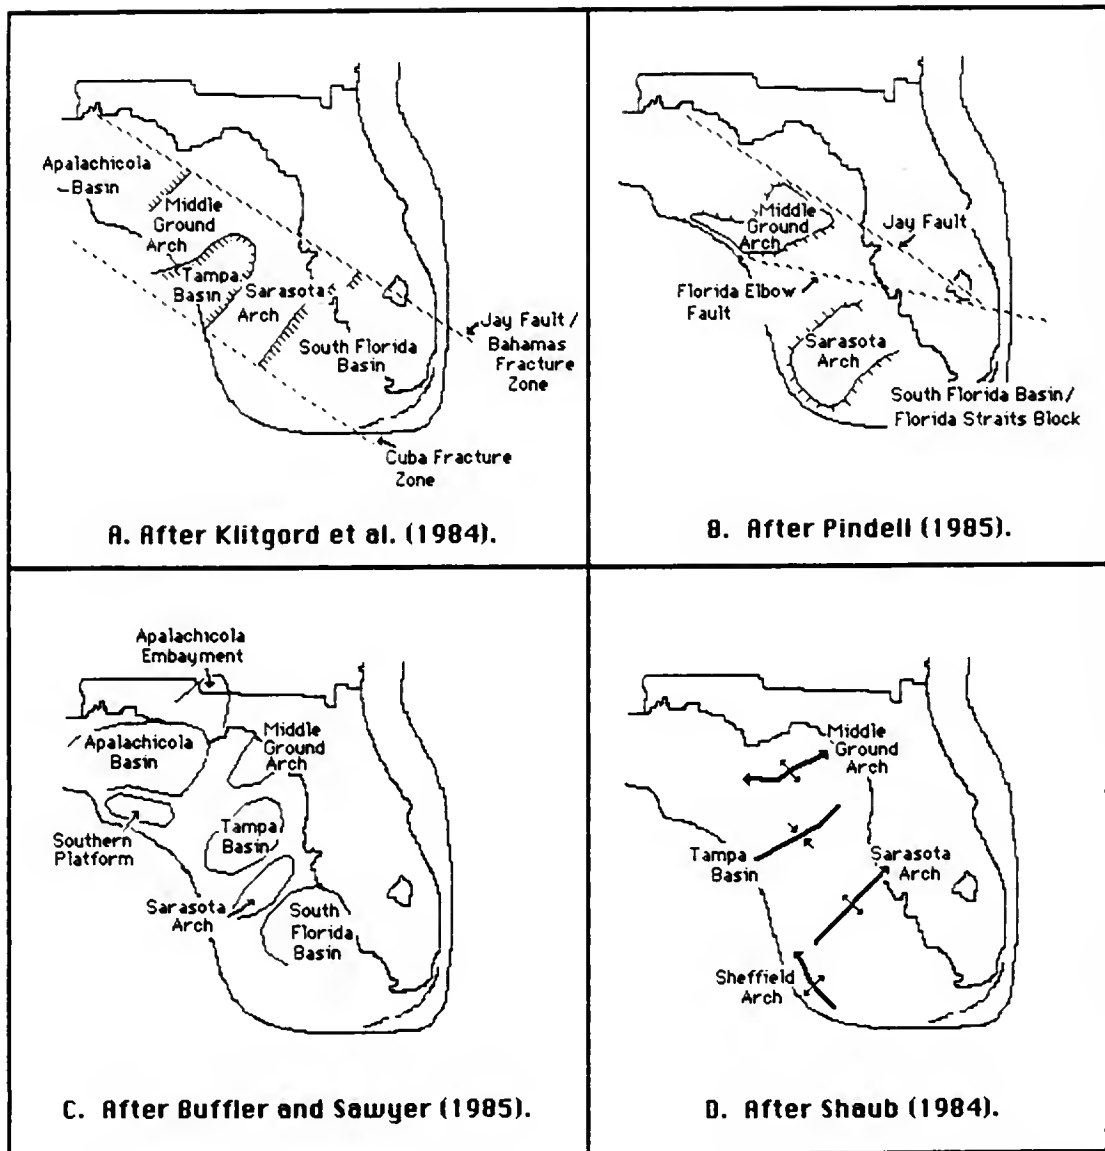 Apalachicola
Basin
Middle
Ground
Arch
Tampa
Basin
Sarasota
Arch
South Florida
Basin
Jay Fault /
Bahamas
Fracture
Zone
Cuba Fracture
Zone
A. After Klitgord et al. (1984).
Middle
Ground
Arch
Jay Fault
Florida Elbow
Fault
Sarasota
Arch
South Florida Basin/
Florida Straits Block
B. After Pindell (1985).
Apalachicola
Embayment
Apalachicola
Basin
Middle
Ground
Arch
Southern
Platform
Tampa
Basin
Sarasota
Arch
South
Florida
Basin
C. After Buffler and Sawyer (1985).
Middle
Ground
Arch
Tampa
Basin
Sarasota
Arch
Sheffield
Arch
D. After Shaub (1984).